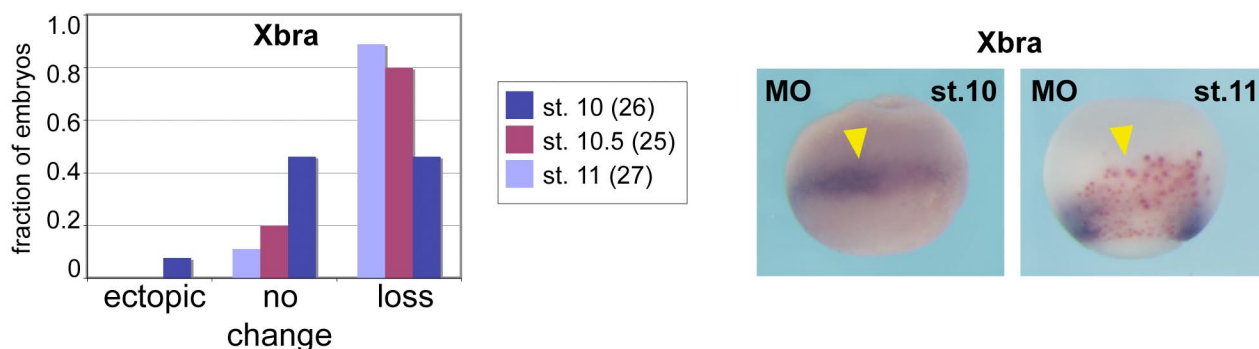 Xbra
1.0
0.8
0.6
0.4
0.2
0
fraction of embryos
ectopic
no change
loss
st. 10 (26)
st. 10.5 (25)
st. 11 (27)
Xbra
MO st.10
MO st.11